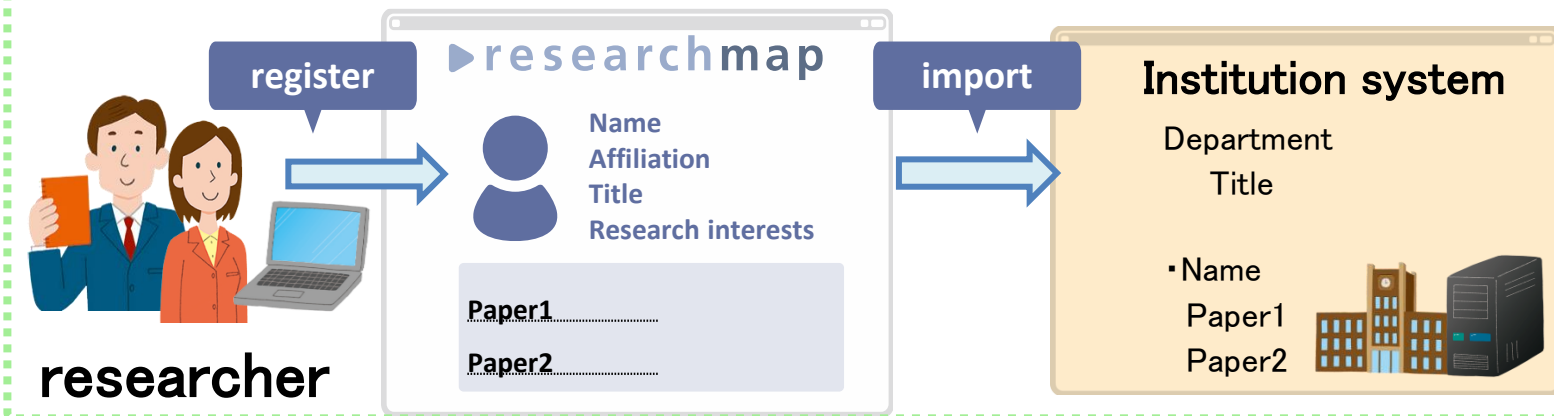 register
researchmap
import
Institution system
Name
Affiliation
Title
Research interests
Department
Title
・Name
Paper1
Paper2
Paper1
Paper2
researcher